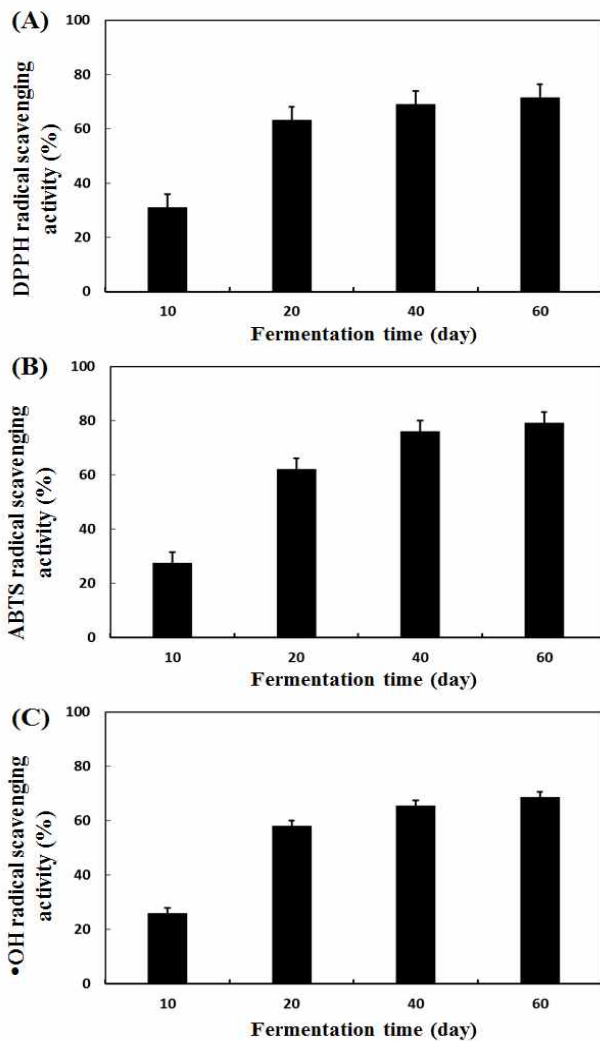 (A)
DPPH radical scavenging
activity (%)
100
80
60
40
20
0
10 20 40 60
Fermentation time (day)
(B)
ABTS radical scavenging
activity (%)
100
80
60
40
20
0
10 20 40 60
Fermentation time (day)
(C)
•OH radical scavenging
activity (%)
100
80
60
40
20
0
10 20 40 60
Fermentation time (day)